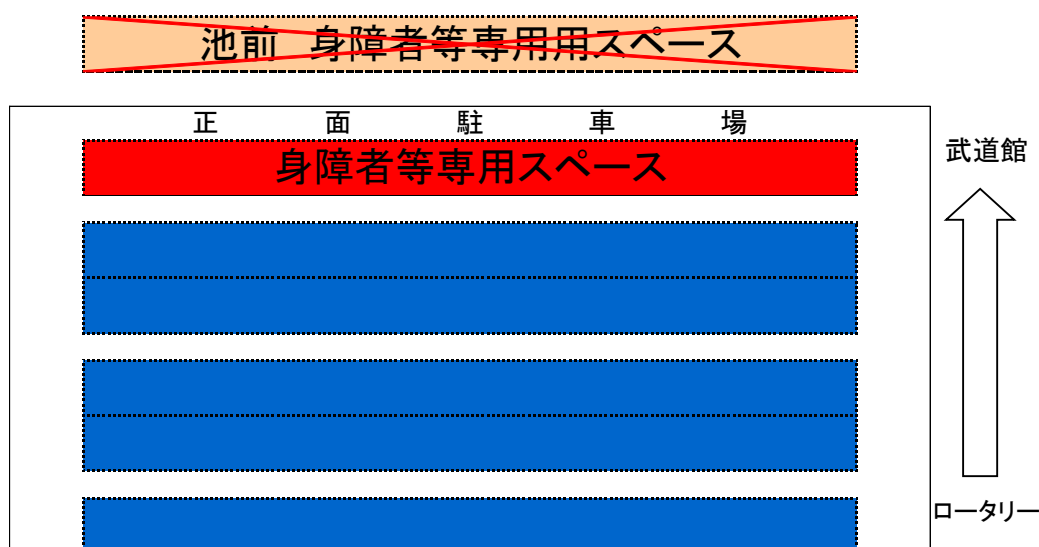 池前　身障者等専用用スペース
正面駐車場
身障者等専用スペース
武道館
ロータリー